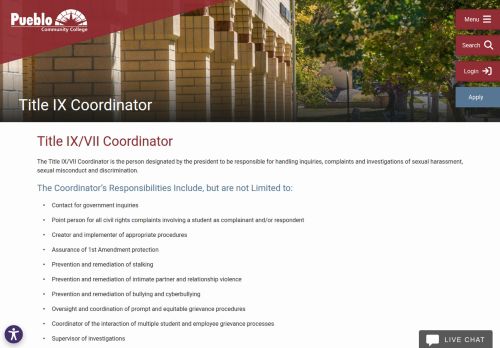 Pueblo
Community College
Menu
Search
Login
Apply
Title IX Coordinator
Title IX/VII Coordinator
The Title IX/VII Coordinator is the person designated by the president to be responsible for handling inquiries, complaints and investigations of sexual harassment,
sexual misconduct and discrimination.
The Coordinator's Responsibilities Include, but are not Limited to:
• Contact for government inquiries
• Point person for all civil rights complaints involving a student as complainant and/or respondent
• Creator and implementer of appropriate procedures
• Assurance of 1st Amendment protection
• Prevention and remediation of stalking
• Prevention and remediation of intimate partner and relationship violence
• Prevention and remediation of bullying and cyberbullying
• Oversight and coordination of prompt and equitable grievance procedures
• Coordinator of the interaction of multiple student and employee grievance processes
• Supervisor of investigations
LIVE CHAT